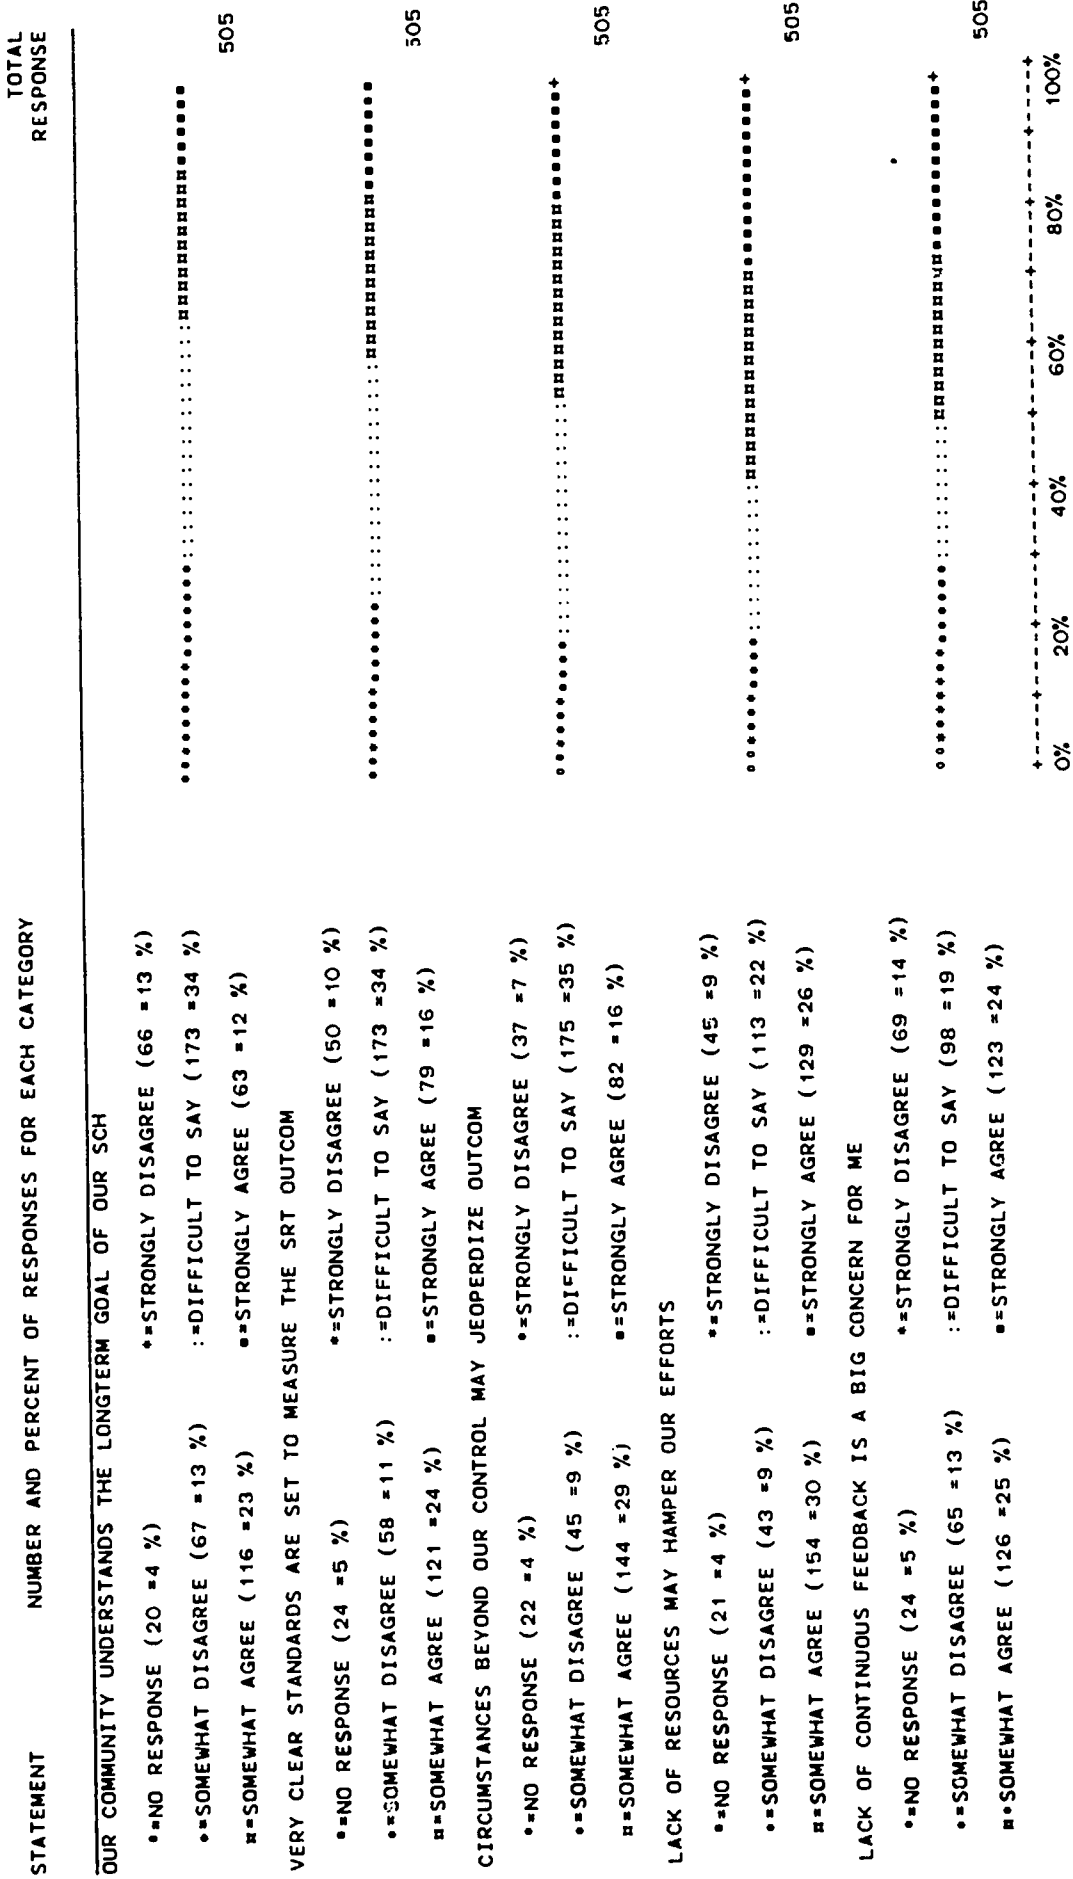 STATEMENT NUMBER AND PERCENT OF RESPONSES FOR EACH CATEGORY TOTAL
RESPONSE
OUR COMMUNITY UNDERSTANDS THE LONGTERM GOAL OF OUR SCH
*=NO RESPONSE (20 =4 %) *=STRONGLY DISAGREE (66 =13 %)
•=SOMEWHAT DISAGREE (67 =13 %) :=DIFFICULT TO SAY (173 =34 %) 505
¤=SOMEWHAT AGREE (116 =23 %) ■=STRONGLY AGREE (63 =12 %)
VERY CLEAR STANDARDS ARE SET TO MEASURE THE SRT OUTCOM
*=NO RESPONSE (24 =5 %) *=STRONGLY DISAGREE (50 =10 %)
•=SOMEWHAT DISAGREE (58 =11 %) :=DIFFICULT TO SAY (173 =34 %) 505
¤=SOMEWHAT AGREE (121 =24 %) ■=STRONGLY AGREE (79 =16 %)
CIRCUMSTANCES BEYOND OUR CONTROL MAY JEOPERDIZE OUTCOM
*=NO RESPONSE (22 =4 %) *=STRONGLY DISAGREE (37 =7 %)
•=SOMEWHAT DISAGREE (45 =9 %) :=DIFFICULT TO SAY (175 =35 %) 505
¤=SOMEWHAT AGREE (144 =29 %) ■=STRONGLY AGREE (82 =16 %)
LACK OF RESOURCES MAY HAMPER OUR EFFORTS
*=NO RESPONSE (21 =4 %) *=STRONGLY DISAGREE (45 =9 %)
•=SOMEWHAT DISAGREE (43 =9 %) :=DIFFICULT TO SAY (113 =22 %) 505
¤=SOMEWHAT AGREE (154 =30 %) ■=STRONGLY AGREE (129 =26 %)
LACK OF CONTINUOUS FEEDBACK IS A BIG CONCERN FOR ME
*=NO RESPONSE (24 =5 %) *=STRONGLY DISAGREE (69 =14 %)
•=SOMEWHAT DISAGREE (65 =13 %) :=DIFFICULT TO SAY (98 =19 %) 505
¤=SOMEWHAT AGREE (126 =25 %) ■=STRONGLY AGREE (123 =24 %)
0% 20% 40% 60% 80% 100%